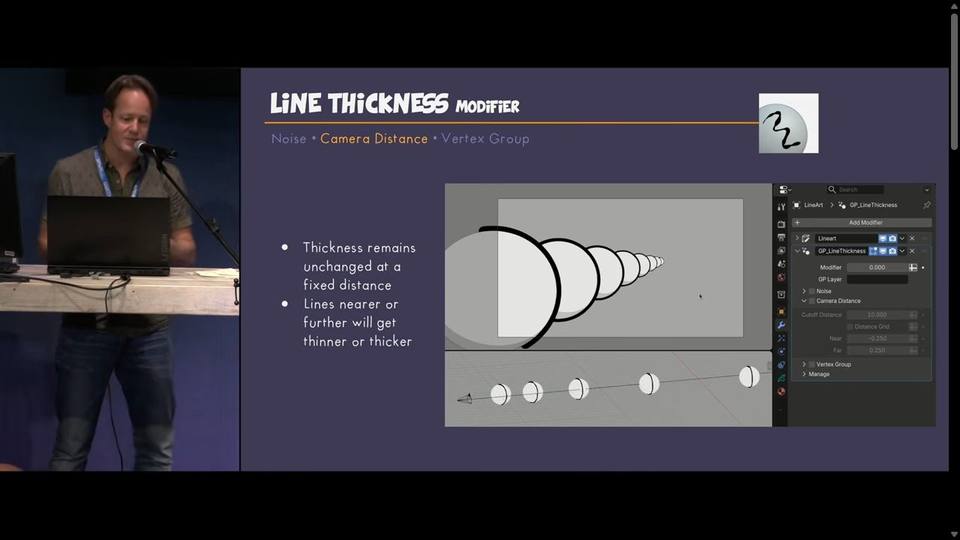 LINE THICKNESS MODIFIER
Noise • Camera Distance • Vertex Group
• Thickness remains
unchanged at a
fixed distance
• Lines nearer or
further will get
thinner or thicker
Search
LineArt > GP_LineThickness
Add Modifier
Lineart
GP_LineThickness
Modifier 0.000
GP Layer
Noise
Camera Distance
Cutoff Distance 10.000
Distance Grid
Near -0.250
Far 0.250
Vertex Group
Manage